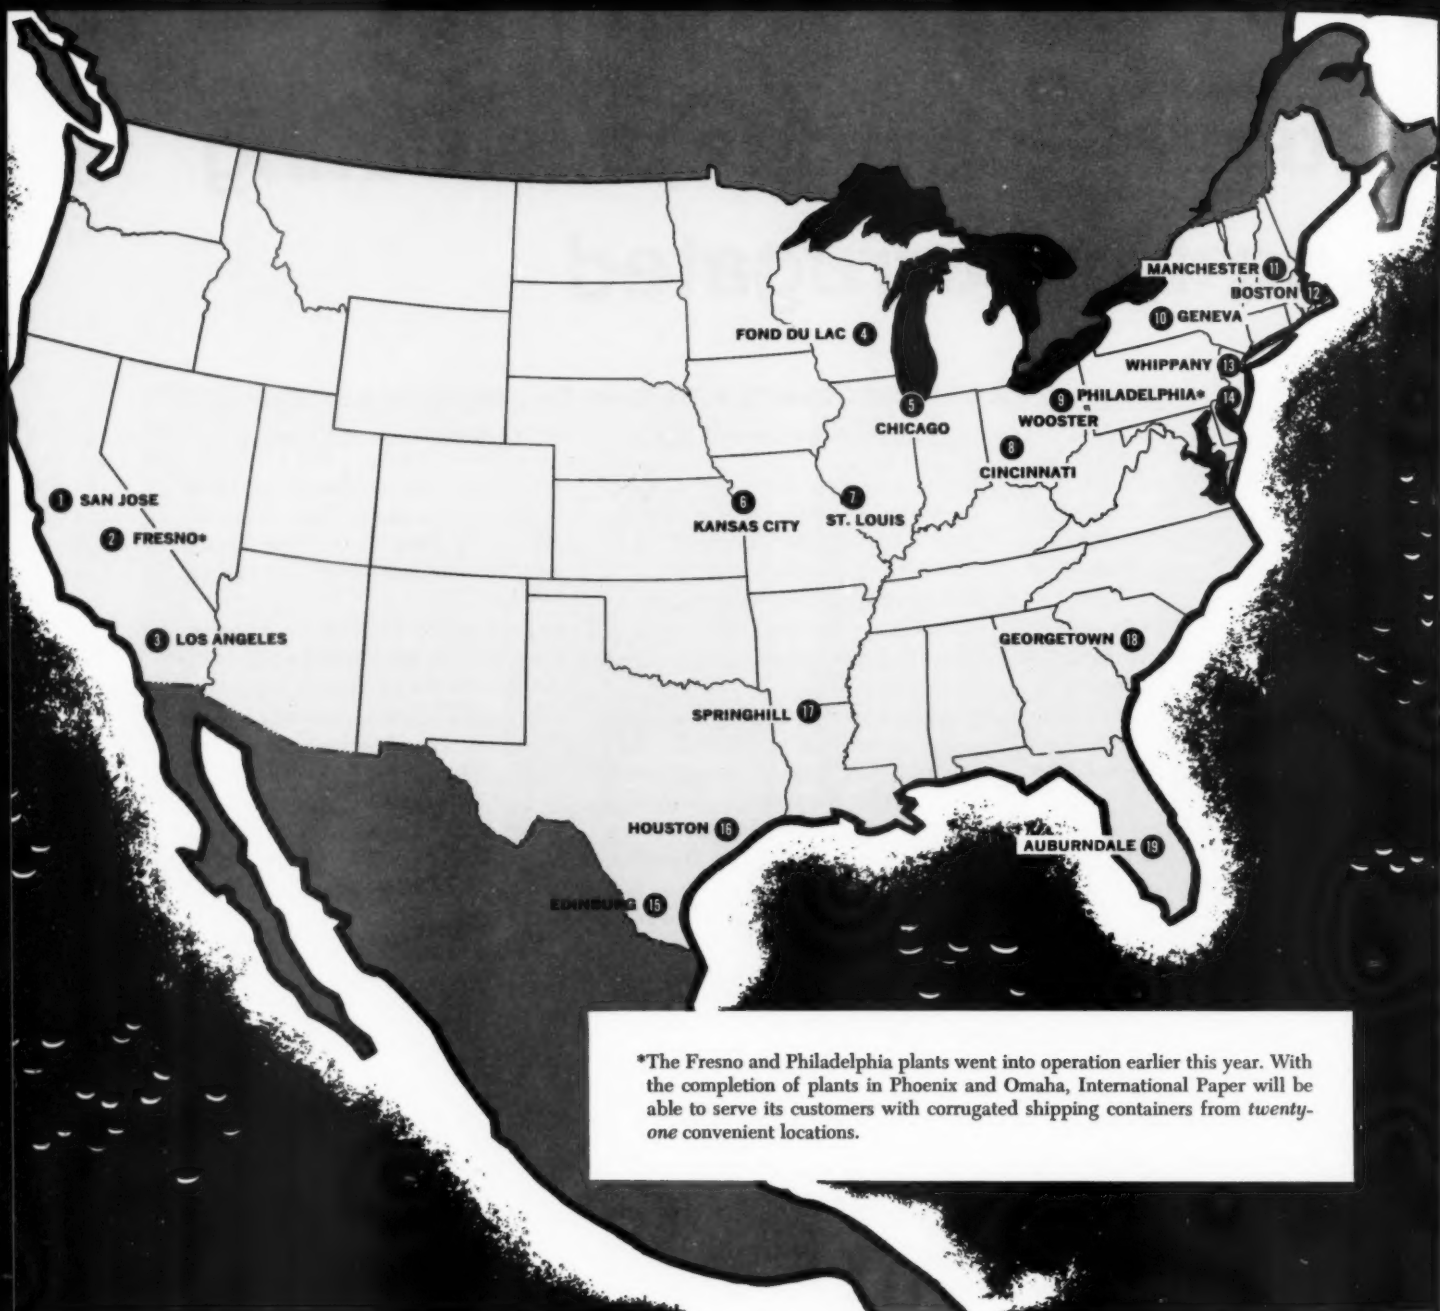 MANCHESTER 11
BOSTON 12
10 GENEVA
FOND DU LAC 4
WHIPPANY 13
9 PHILADELPHIA* 14
WOOSTER
5
CHICAGO
8
CINCINNATI
1 SAN JOSE
6
KANSAS CITY
7
ST. LOUIS
2 FRESNO*
3 LOS ANGELES
GEORGETOWN 18
SPRINGHILL 17
HOUSTON 16
AUBURNDALE 19
EDINBURG 15
*The Fresno and Philadelphia plants went into operation earlier this year. With
the completion of plants in Phoenix and Omaha, International Paper will be
able to serve its customers with corrugated shipping containers from twenty-
one convenient locations.